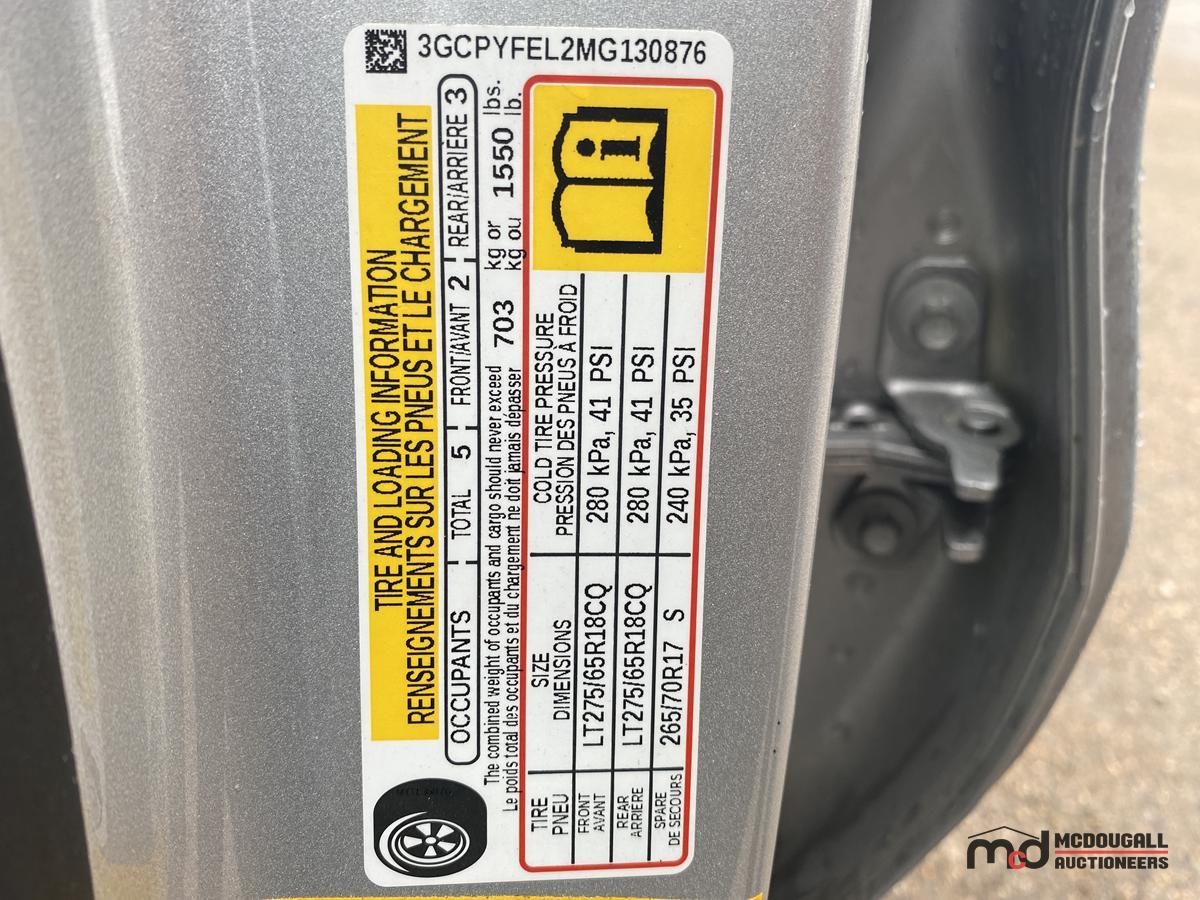 3GCPYFEL2MG130876
TIRE AND LOADING INFORMATION
RENSEIGNEMENTS SUR LES PNEUS ET LE CHARGEMENT
OCCUPANTS TOTAL 5 FRONT/AVANT 2 REAR/ARRIÈRE 3
The combined weight of occupants and cargo should never exceed 703 kg or 1550 lbs.
Le poids total des occupants et du chargement ne doit jamais dépasser kg ou lb.
TIRE SIZE COLD TIRE PRESSURE
PNEU DIMENSIONS PRESSION DES PNEUS À FROID
FRONT
AVANT LT275/65R18CQ 280 kPa, 41 PSI
REAR
ARRIÈRE LT275/65R18CQ 280 kPa, 41 PSI
SPARE
DE SECOURS 265/70R17 S 240 kPa, 35 PSI
i
mcd MCDOUGALL
AUCTIONEERS